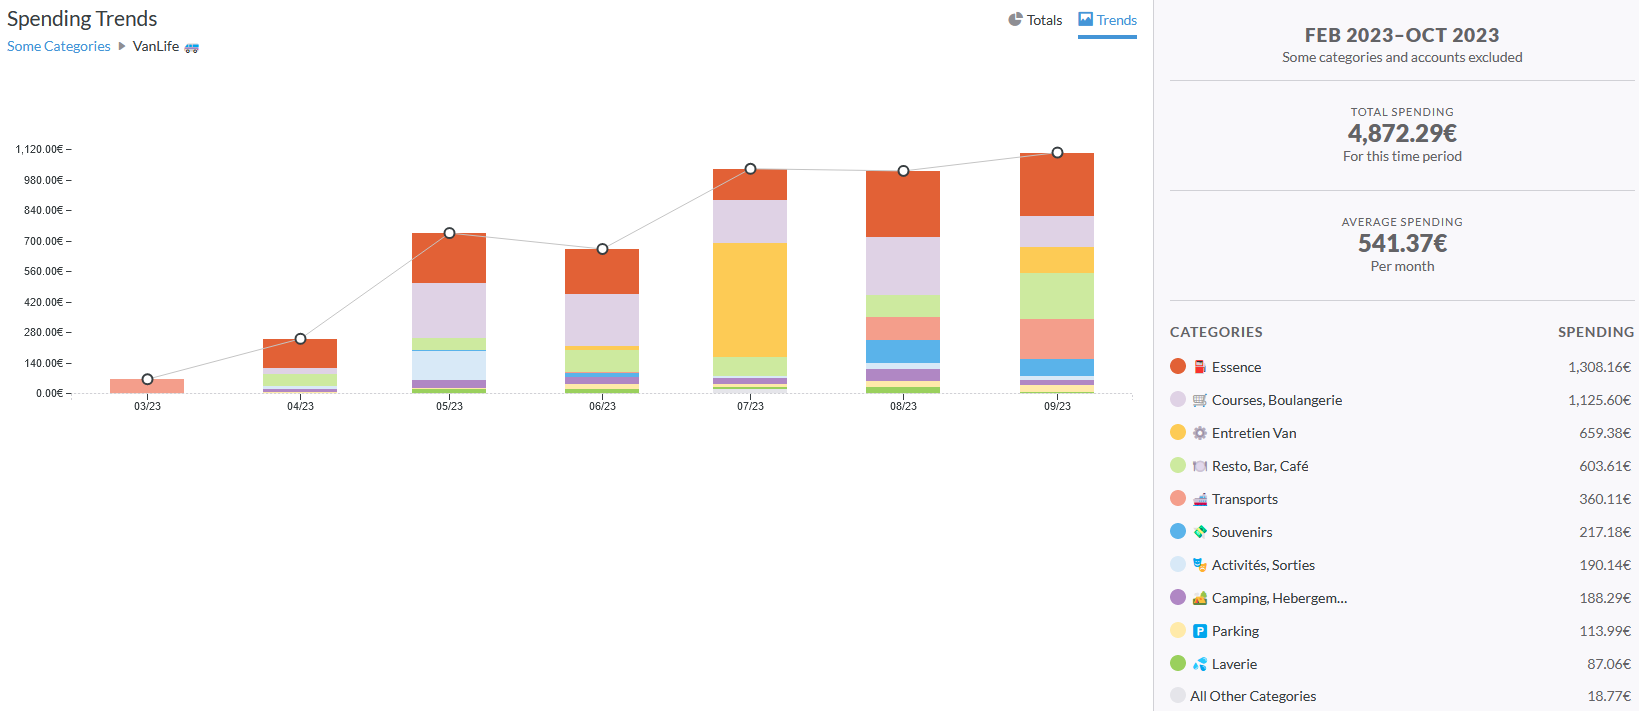 Spending Trends
Totals
Trends
Some Categories
VanLife
1,120.00€
980.00€
840.00€
700.00€
560.00€
420.00€
280.00€
140.00€
0.00€
03/23
04/23
05/23
06/23
07/23
08/23
09/23
FEB 2023–OCT 2023
Some categories and accounts excluded
TOTAL SPENDING
4,872.29€
For this time period
AVERAGE SPENDING
541.37€
Per month
CATEGORIES SPENDING
Essence 1,308.16€
Courses, Boulangerie 1,125.60€
Entretien Van 659.38€
Resto, Bar, Café 603.61€
Transports 360.11€
Souvenirs 217.18€
Activités, Sorties 190.14€
Camping, Hebergem... 188.29€
P Parking 113.99€
Laverie 87.06€
All Other Categories 18.77€